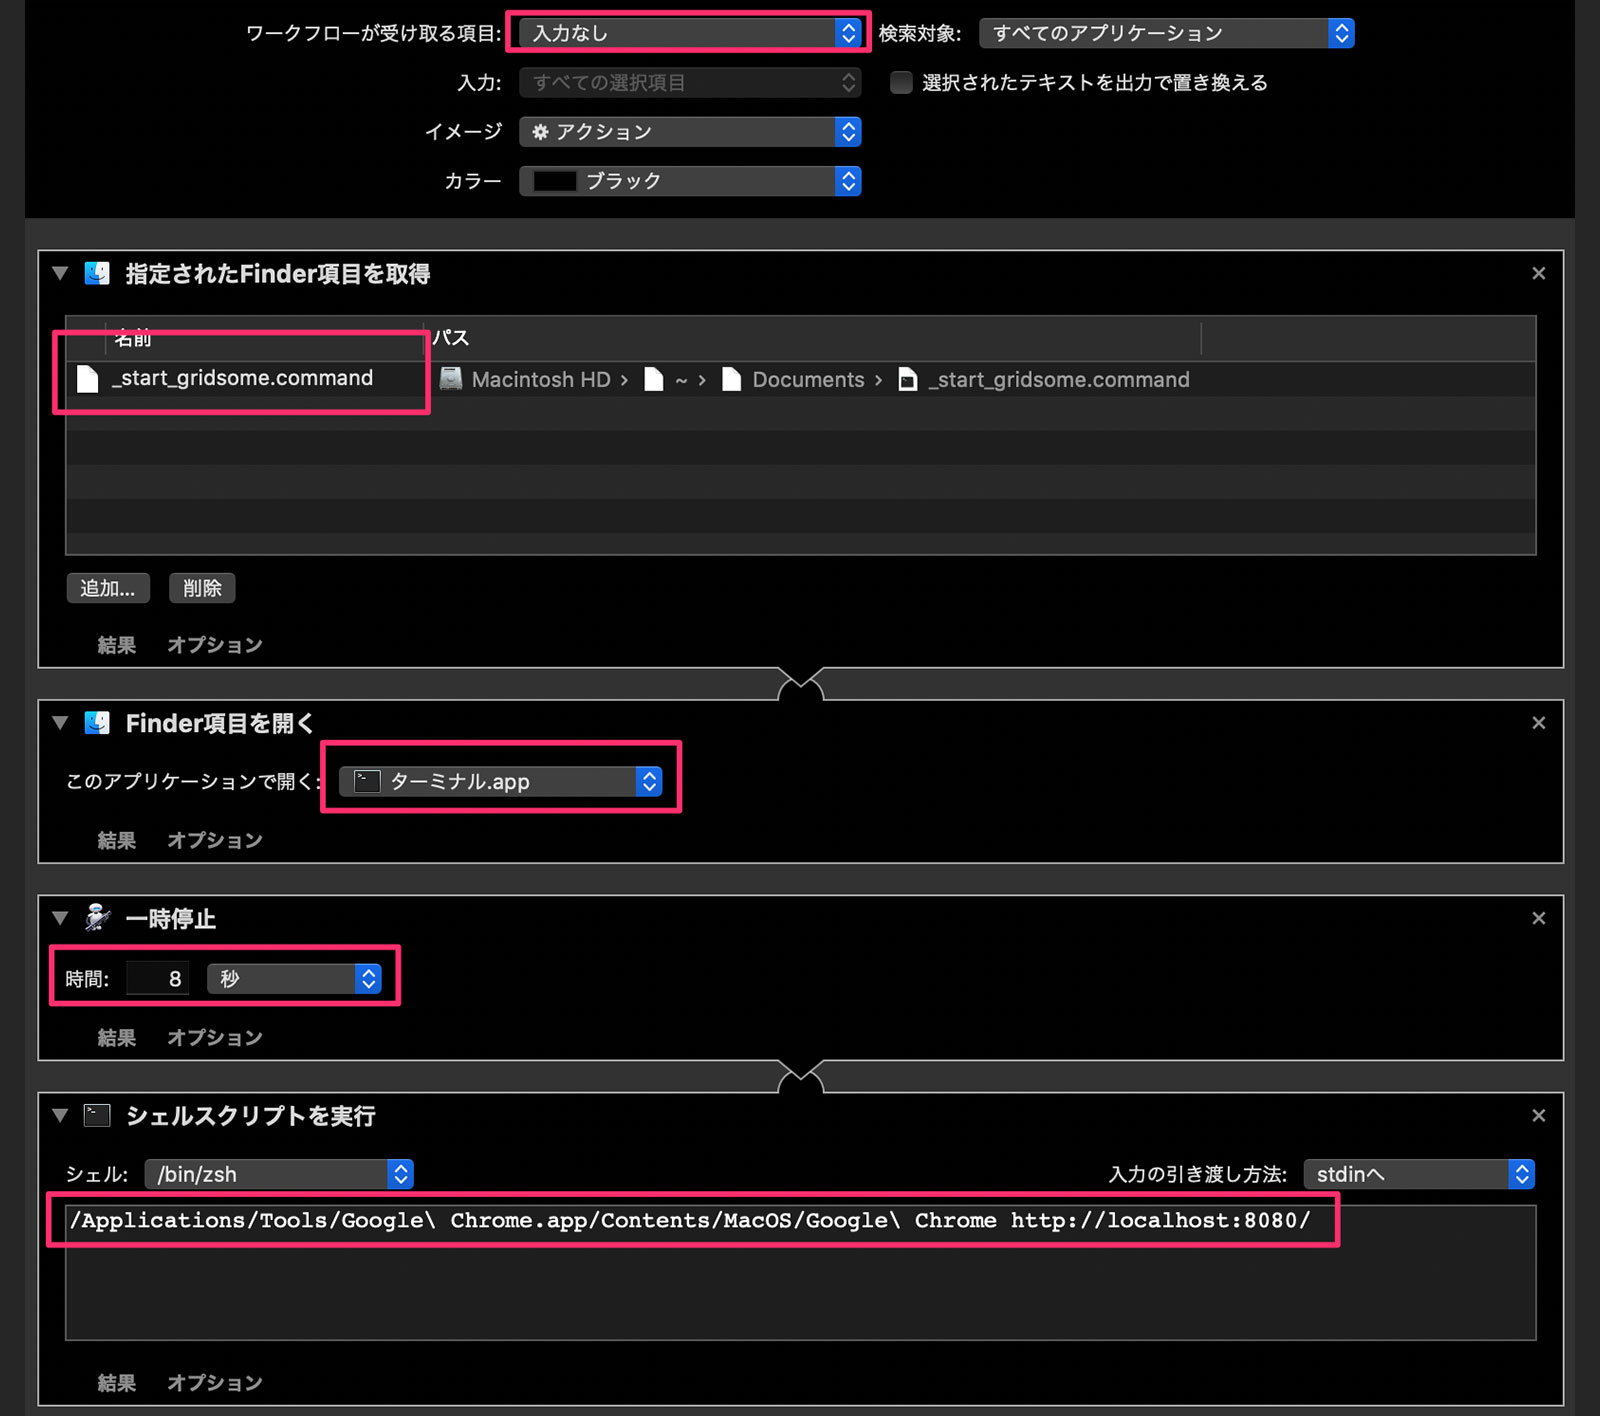 ワークフローが受け取る項目: 入力なし 検索対象: すべてのアプリケーション
入力: すべての選択項目 選択されたテキストを出力で置き換える
イメージ アクション
カラー ブラック
指定されたFinder項目を取得
名前 パス
_start_gridsome.command Macintosh HD › ~ › Documents › _start_gridsome.command
追加... 削除
結果 オプション
Finder項目を開く
このアプリケーションで開く: ターミナル.app
結果 オプション
一時停止
時間: 8 秒
結果 オプション
シェルスクリプトを実行
シェル: /bin/zsh 入力の引き渡し方法: stdinへ
/Applications/Tools/Google\ Chrome.app/Contents/MacOS/Google\ Chrome http://localhost:8080/
結果 オプション